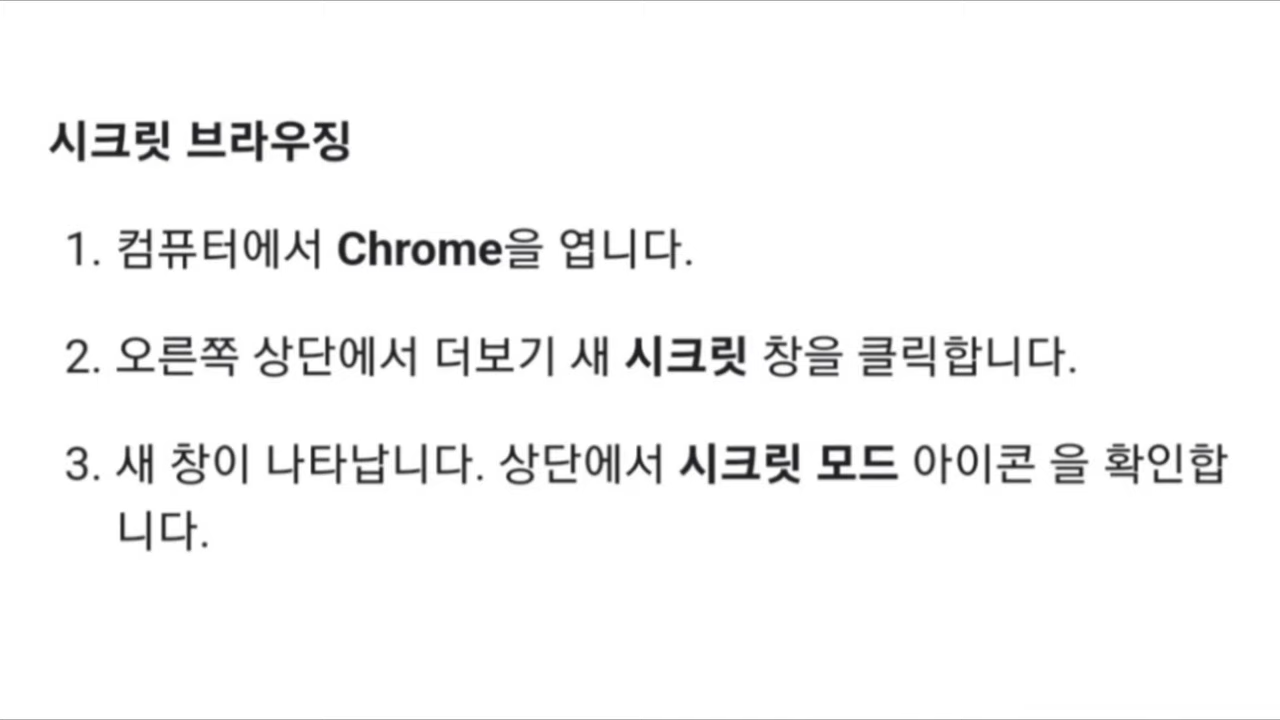 시크릿 브라우징
1. 컴퓨터에서 Chrome을 엽니다.
2. 오른쪽 상단에서 더보기 새 시크릿 창을 클릭합니다.
3. 새 창이 나타납니다. 상단에서 시크릿 모드 아이콘 을 확인합
니다.